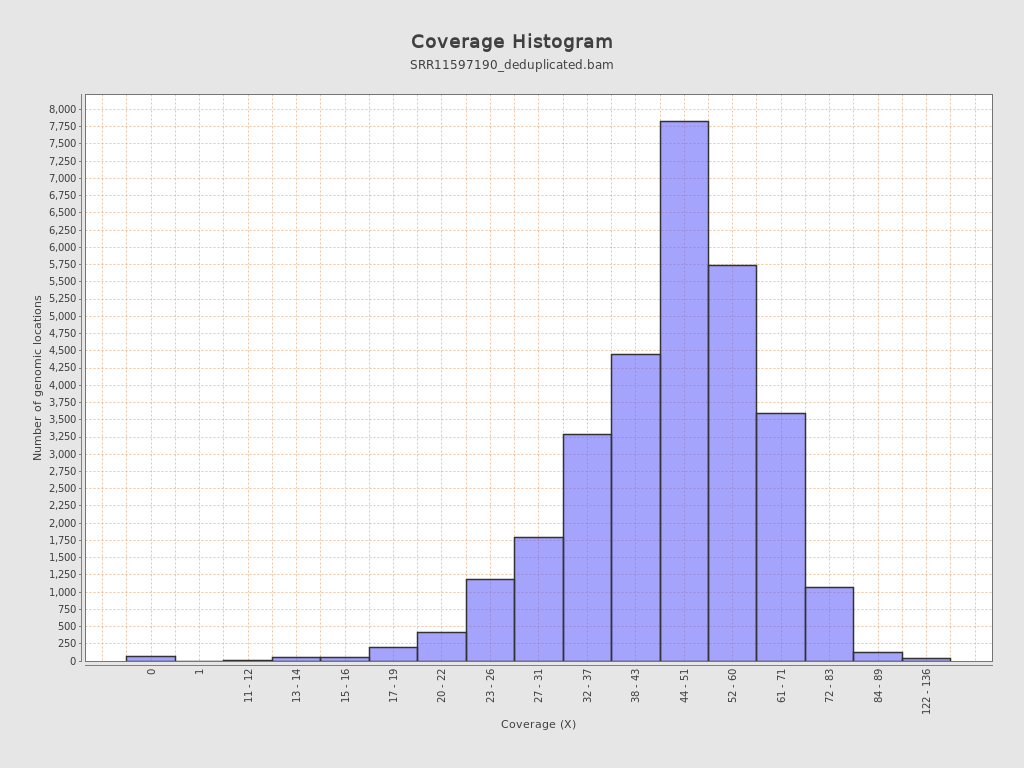 Coverage Histogram
SRR11597190_deduplicated.bam
8,000
7,750
7,500
7,250
7,000
6,750
6,500
6,250
6,000
5,750
5,500
5,250
5,000
4,750
4,500
4,250
4,000
3,750
3,500
3,250
3,000
2,750
2,500
2,250
2,000
1,750
1,500
1,250
1,000
750
500
250
0
Number of genomic locations
0
1
11 - 12
13 - 14
15 - 16
17 - 19
20 - 22
23 - 26
27 - 31
32 - 37
38 - 43
44 - 51
52 - 60
61 - 71
72 - 83
84 - 89
122 - 136
Coverage (X)